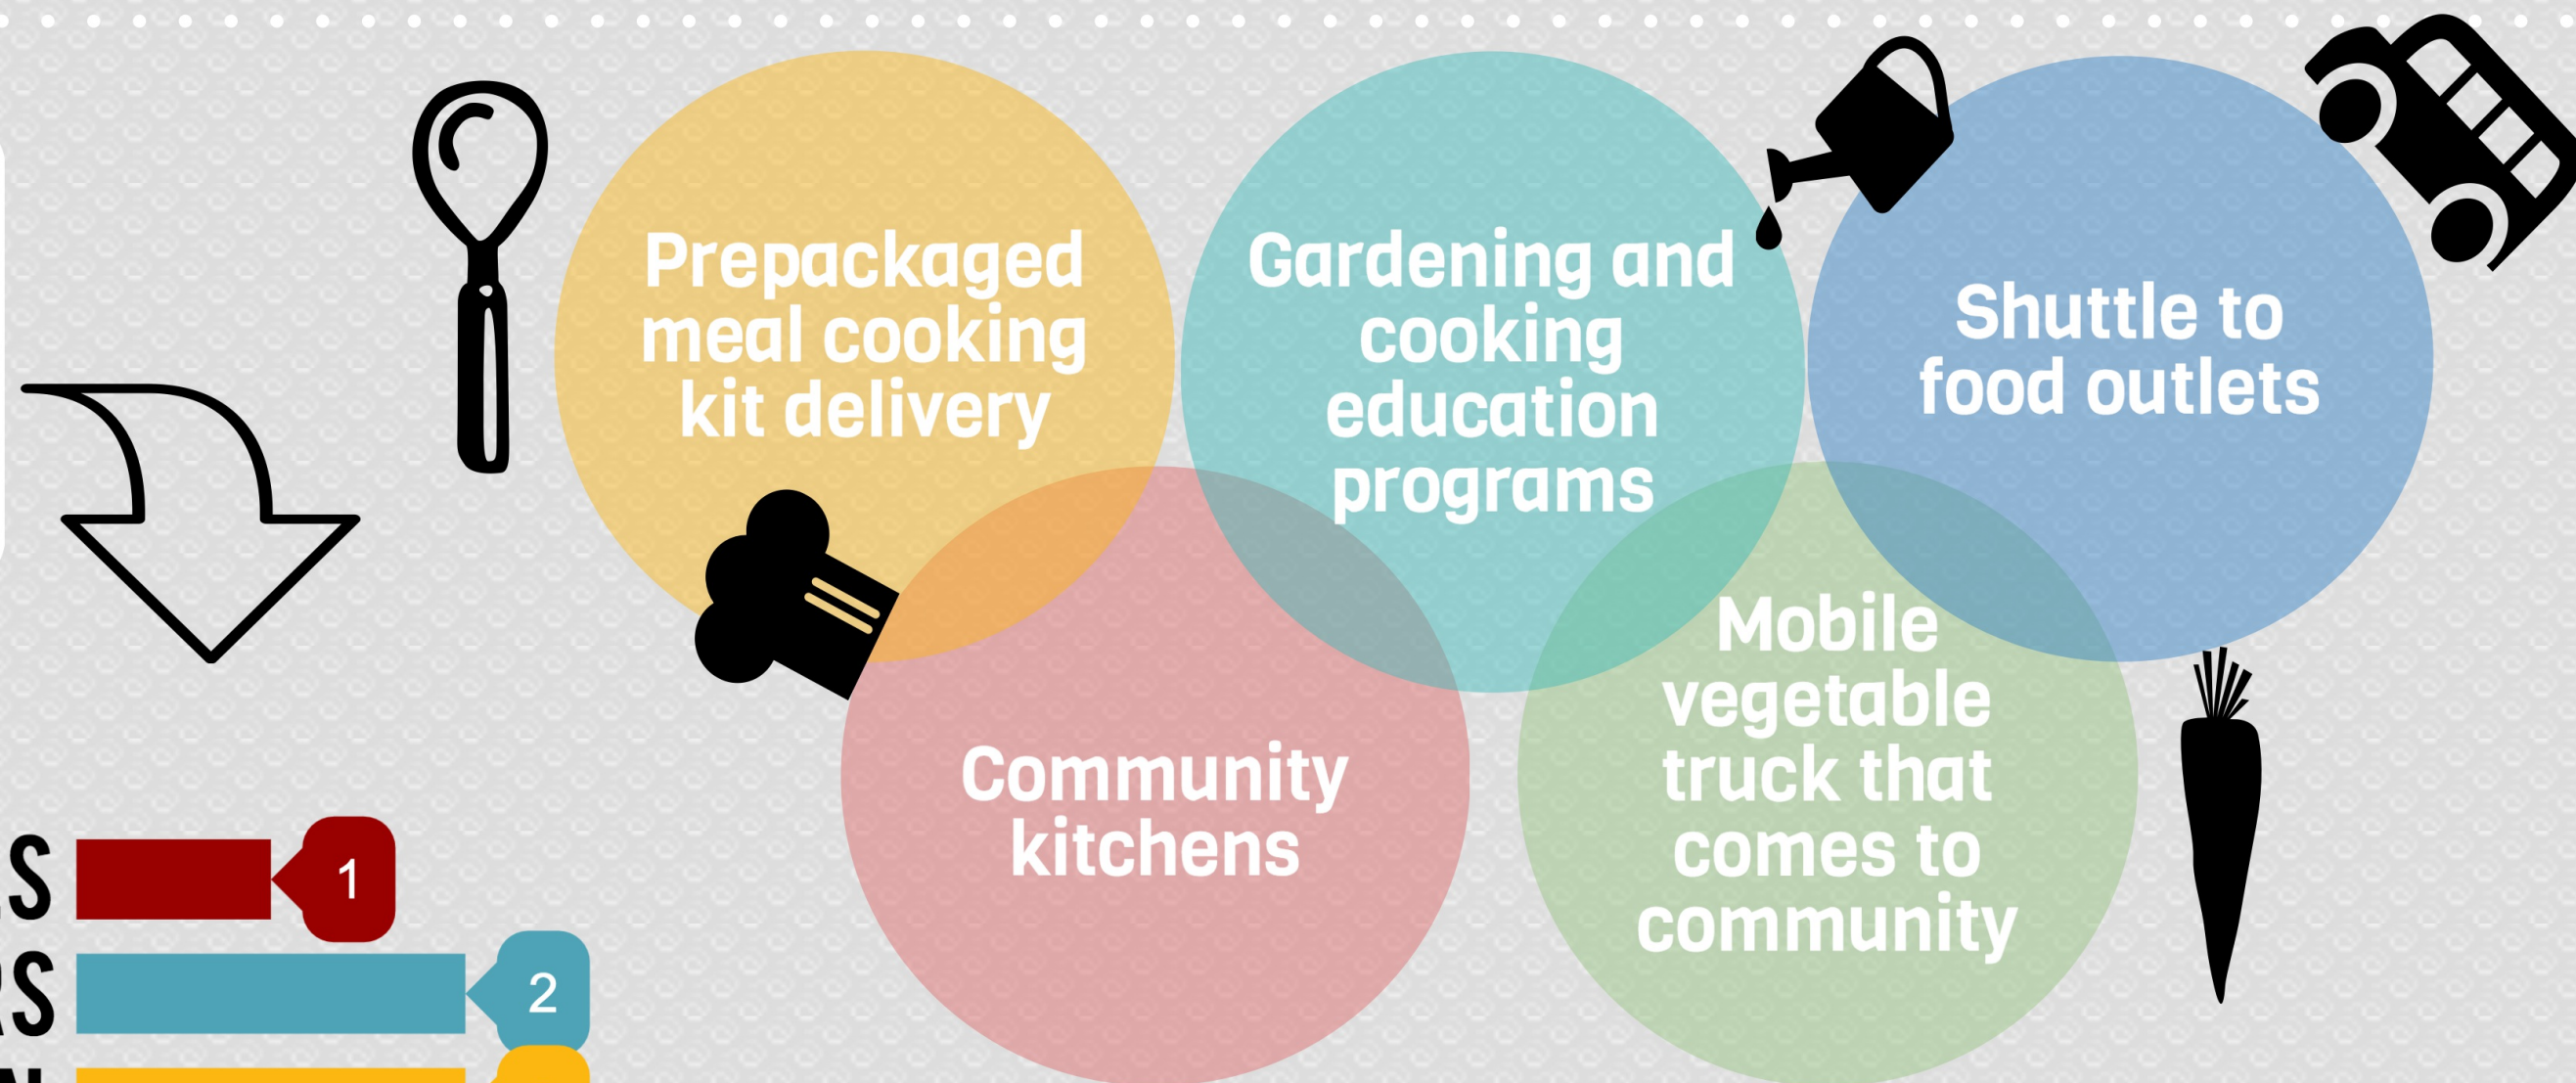 Prepackaged
meal cooking
kit delivery
Gardening and
cooking
education
programs
Shuttle to
food outlets
Community
kitchens
Mobile
vegetable
truck that
comes to
community
1
2